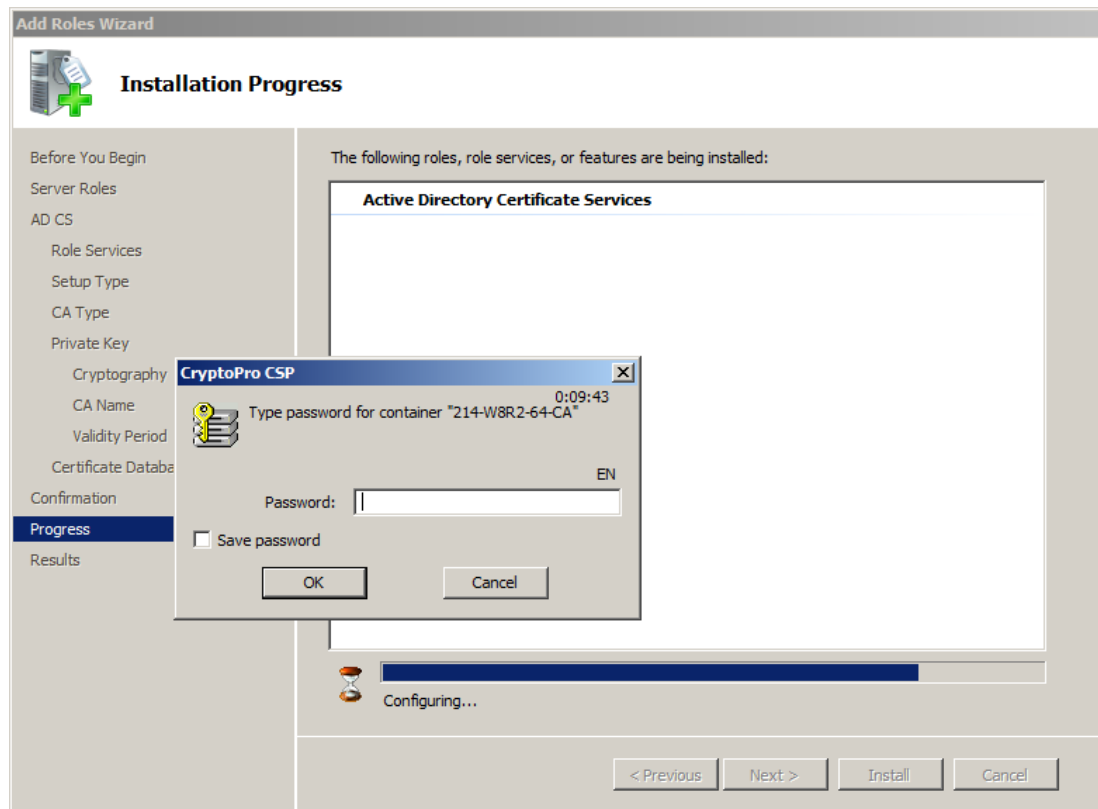 Add Roles Wizard
Installation Progress
Before You Begin
Server Roles
AD CS
Role Services
Setup Type
CA Type
Private Key
Cryptography
CA Name
Validity Period
Certificate Databa
Confirmation
Progress
Results
The following roles, role services, or features are being installed:
Active Directory Certificate Services
CryptoPro CSP
0:09:43
Type password for container "214-W8R2-64-CA"
EN
Password:
Save password
OK Cancel
Configuring...
< Previous Next > Install Cancel